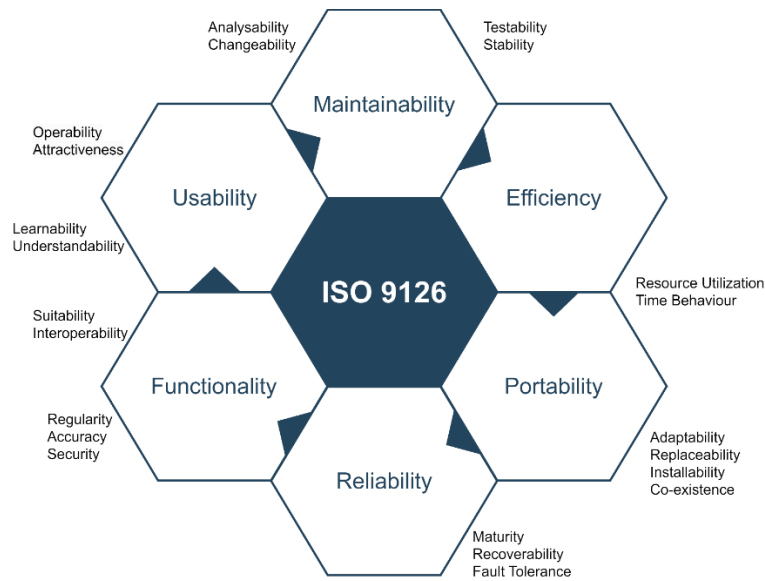 Analysability
Changeability
Testability
Stability
Maintainability
Operability
Attractiveness
Usability
Efficiency
Learnability
Understandability
ISO 9126
Resource Utilization
Time Behaviour
Suitability
Interoperability
Functionality
Portability
Regularity
Accuracy
Security
Adaptability
Replaceability
Installability
Co-existence
Reliability
Maturity
Recoverability
Fault Tolerance